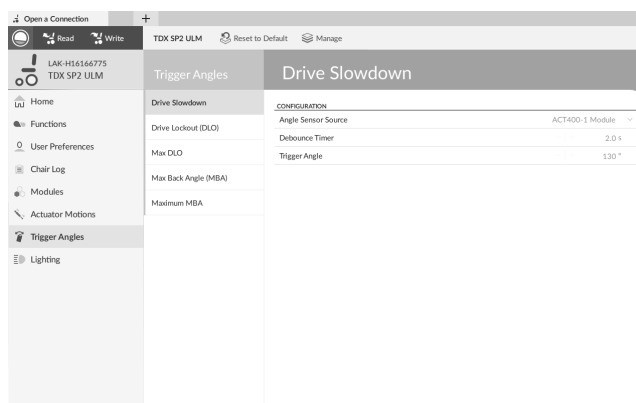 Open a Connection
+
Read Write TDX SP2 ULM Reset to Default Manage
LAK-H16166775
TDX SP2 ULM
Trigger Angles
Drive Slowdown
Home
Functions
User Preferences
Chair Log
Modules
Actuator Motions
Trigger Angles
Lighting
Drive Slowdown
Drive Lockout (DLO)
Max DLO
Max Back Angle (MBA)
Maximum MBA
CONFIGURATION
Angle Sensor Source ACT400-1 Module
Debounce Timer 2.0 s
Trigger Angle 130 °